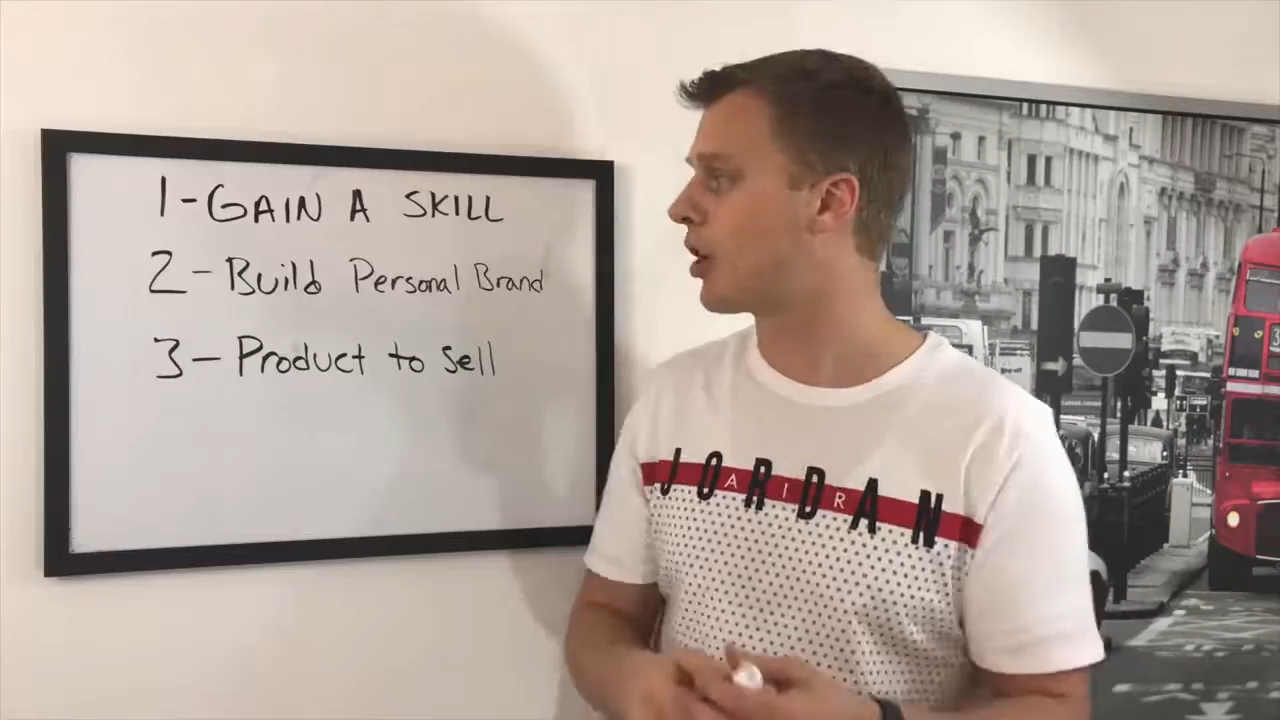 1-GAIN A SKILL
2-Build Personal Brand
3-Product to Sell
JORDAN
AIR